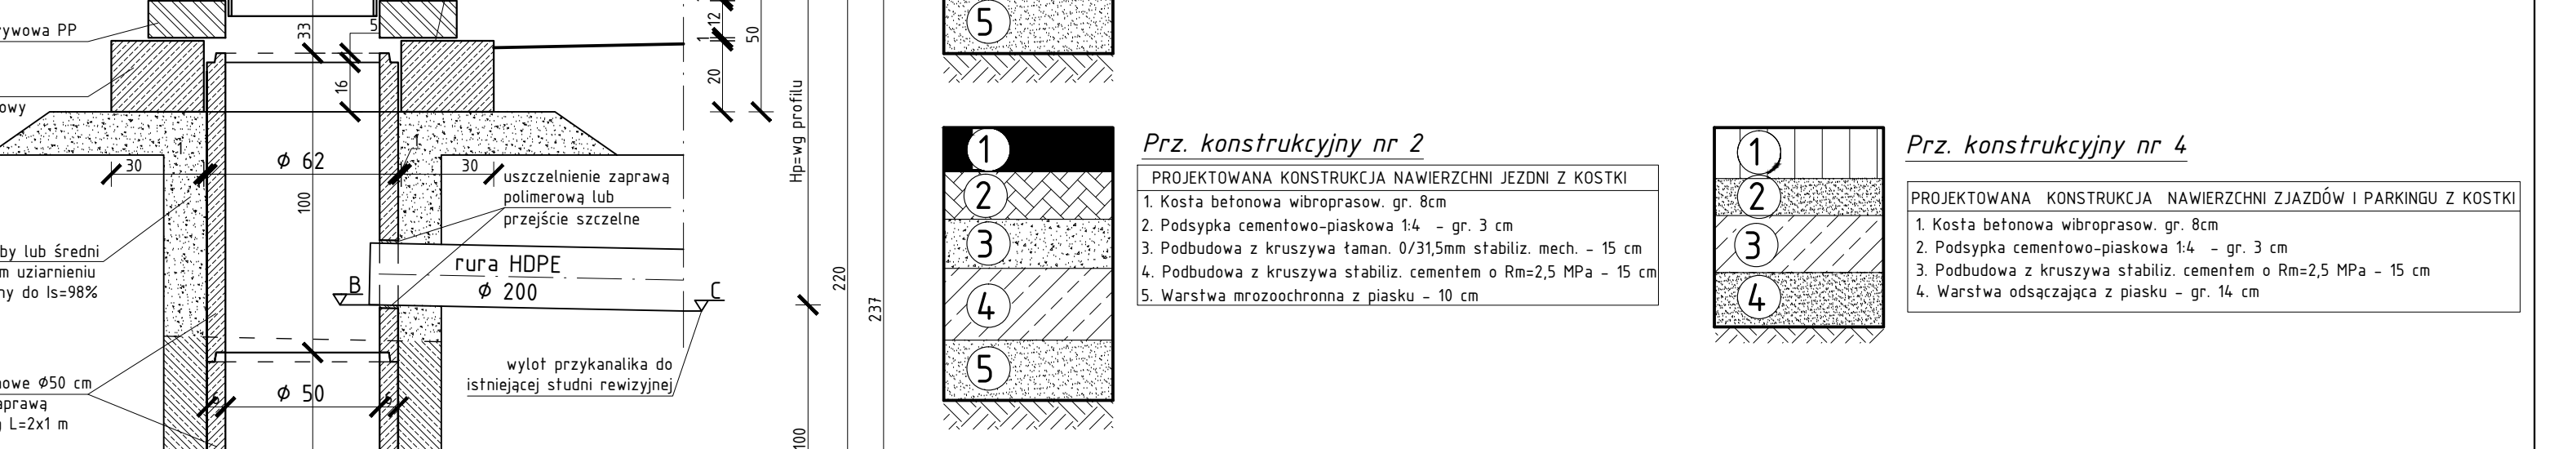 ywowa PP
owy
33
5
16
1
12
1
20
50
Hp=wg profilu
30
1
Ø 62
1
30
100
uszczelnienie zaprawą
polimerową lub
przejście szczelne
by lub średni
m uziarnieniu
ny do Is=98%
rura HDPE
Ø 200
B
C
220
237
wylot przykanalika do
istniejącej studni rewizyjnej
owe Ø50 cm
aprawą
L=2x1 m
Ø 50
100
5
1
2
3
4
5
Prz. konstrukcyjny nr 2
PROJEKTOWANA KONSTRUKCJA NAWIERZCHNI JEZDNI Z KOSTKI
1. Kosta betonowa wibroprasow. gr. 8cm
2. Podsypka cementowo-piaskowa 1:4 - gr. 3 cm
3. Podbudowa z kruszywa łaman. 0/31,5mm stabiliz. mech. - 15 cm
4. Podbudowa z kruszywa stabiliz. cementem o Rm=2,5 MPa - 15 cm
5. Warstwa mrozoochronna z piasku - 10 cm
1
2
3
4
Prz. konstrukcyjny nr 4
PROJEKTOWANA KONSTRUKCJA NAWIERZCHNI ZJAZDÓW I PARKINGU Z KOSTKI
1. Kosta betonowa wibroprasow. gr. 8cm
2. Podsypka cementowo-piaskowa 1:4 - gr. 3 cm
3. Podbudowa z kruszywa stabiliz. cementem o Rm=2,5 MPa - 15 cm
4. Warstwa odsączająca z piasku - gr. 14 cm